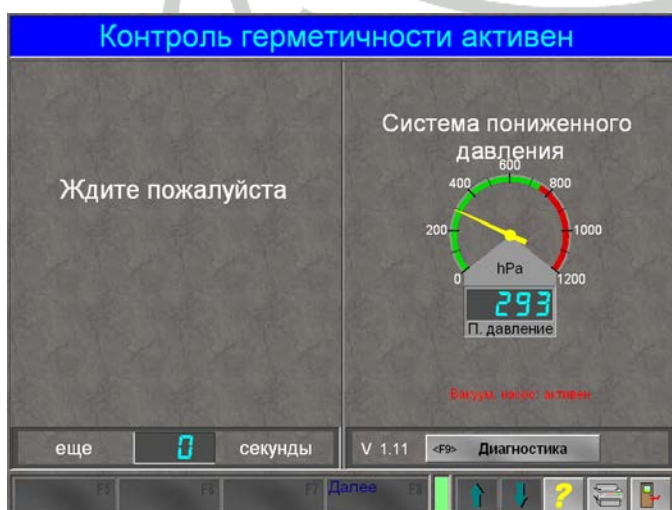 Контроль герметичности активен
Ждите пожалуйста
Система пониженного
давления
600
400
800
200
1000
0
hPa
1200
293
П. давление
Вакуум. насос: активен
еще 0 секунды
V 1.11 <F9> Диагностика
F5 F6 F7 Далее F8
?